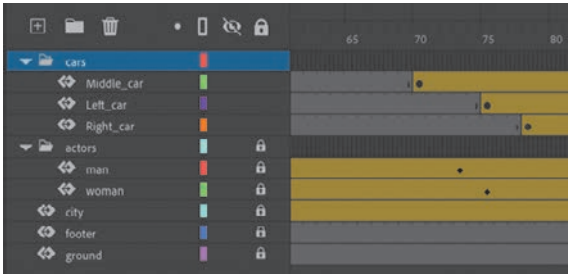 65 70 75 80
cars
Middle_car
Left_car
Right_car
actors
man
woman
city
footer
ground